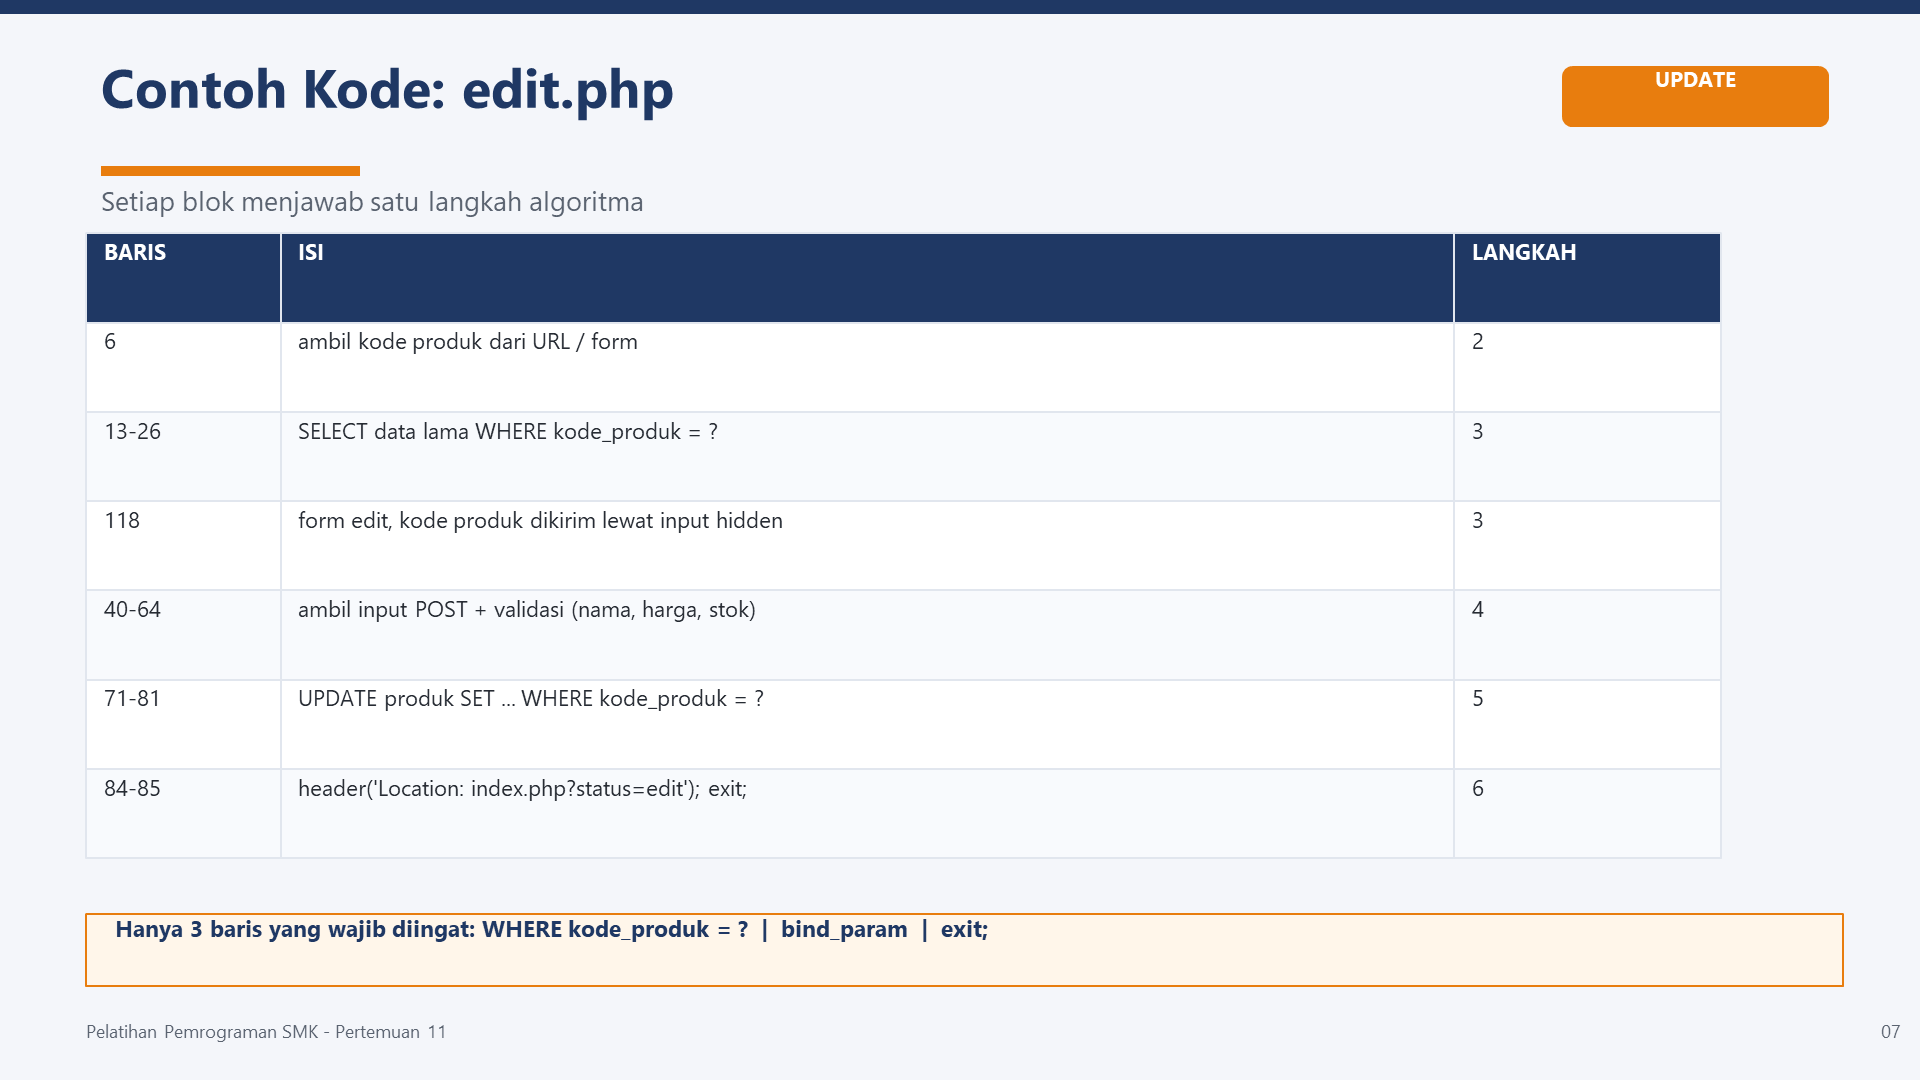 Contoh Kode: edit.php
UPDATE
Setiap blok menjawab satu langkah algoritma
BARIS ISI LANGKAH
6 ambil kode produk dari URL / form 2
13-26 SELECT data lama WHERE kode_produk = ? 3
118 form edit, kode produk dikirim lewat input hidden 3
40-64 ambil input POST + validasi (nama, harga, stok) 4
71-81 UPDATE produk SET ... WHERE kode_produk = ? 5
84-85 header('Location: index.php?status=edit'); exit; 6
Hanya 3 baris yang wajib diingat: WHERE kode_produk = ? | bind_param | exit;
Pelatihan Pemrograman SMK - Pertemuan 11
07